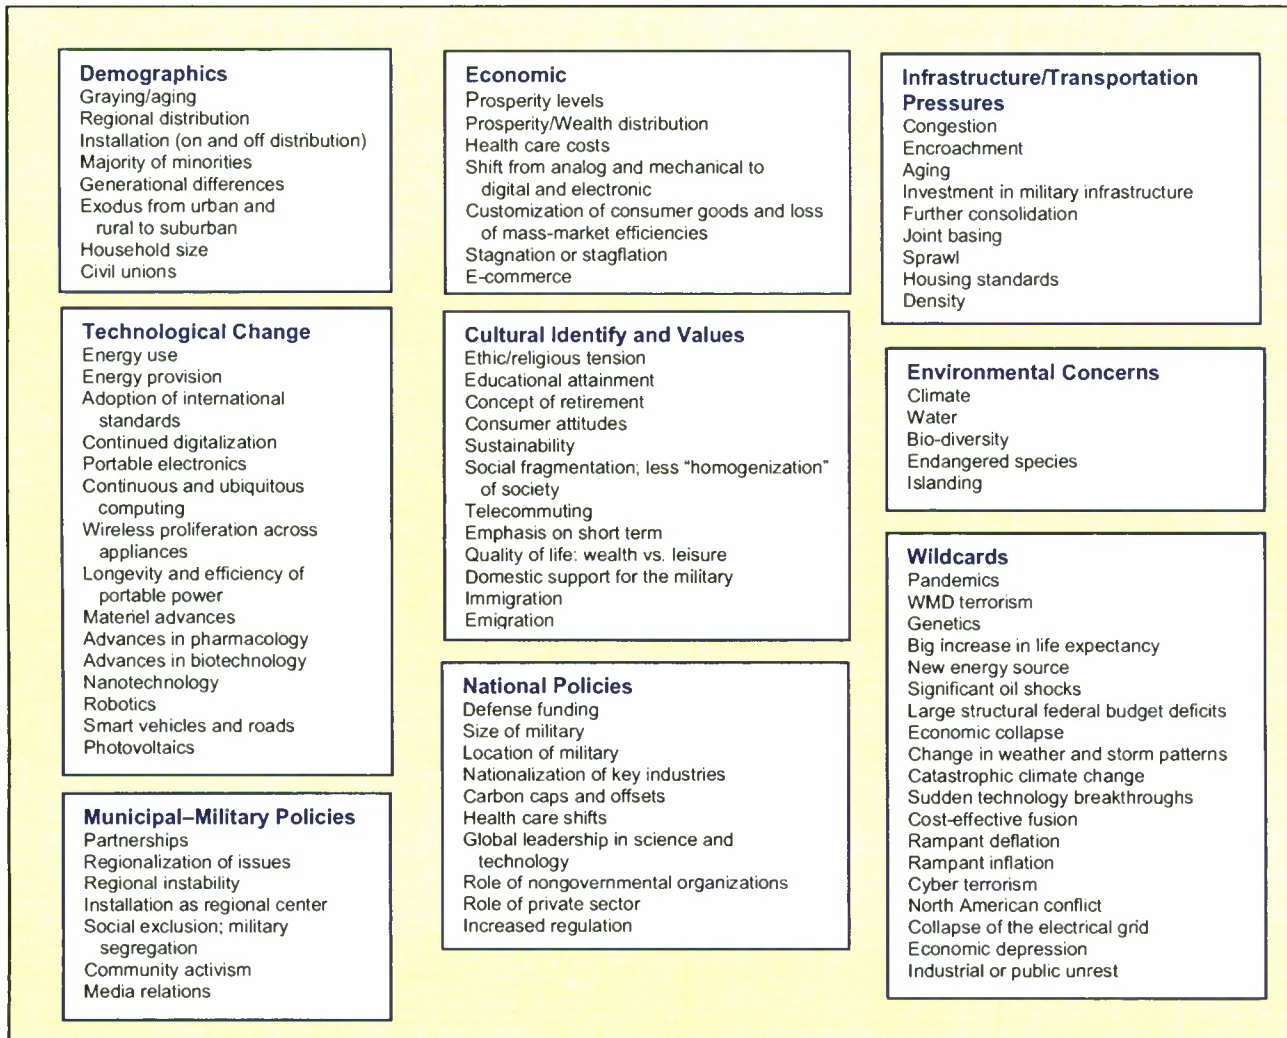 Demographics
Graying/aging
Regional distribution
Installation (on and off distribution)
Majority of minorities
Generational differences
Exodus from urban and
rural to suburban
Household size
Civil unions
Technological Change
Energy use
Energy provision
Adoption of international
standards
Continued digitalization
Portable electronics
Continuous and ubiquitous
computing
Wireless proliferation across
appliances
Longevity and efficiency of
portable power
Materiel advances
Advances in pharmacology
Advances in biotechnology
Nanotechnology
Robotics
Smart vehicles and roads
Photovoltaics
Municipal–Military Policies
Partnerships
Regionalization of issues
Regional instability
Installation as regional center
Social exclusion; military
segregation
Community activism
Media relations
Economic
Prosperity levels
Prosperity/Wealth distribution
Health care costs
Shift from analog and mechanical to
digital and electronic
Customization of consumer goods and loss
of mass-market efficiencies
Stagnation or stagflation
E-commerce
Cultural Identify and Values
Ethic/religious tension
Educational attainment
Concept of retirement
Consumer attitudes
Sustainability
Social fragmentation; less "homogenization"
of society
Telecommuting
Emphasis on short term
Quality of life: wealth vs. leisure
Domestic support for the military
Immigration
Emigration
National Policies
Defense funding
Size of military
Location of military
Nationalization of key industries
Carbon caps and offsets
Health care shifts
Global leadership in science and
technology
Role of nongovernmental organizations
Role of private sector
Increased regulation
Infrastructure/Transportation
Pressures
Congestion
Encroachment
Aging
Investment in military infrastructure
Further consolidation
Joint basing
Sprawl
Housing standards
Density
Environmental Concerns
Climate
Water
Bio-diversity
Endangered species
Islanding
Wildcards
Pandemics
WMD terrorism
Genetics
Big increase in life expectancy
New energy source
Significant oil shocks
Large structural federal budget deficits
Economic collapse
Change in weather and storm patterns
Catastrophic climate change
Sudden technology breakthroughs
Cost-effective fusion
Rampant deflation
Rampant inflation
Cyber terrorism
North American conflict
Collapse of the electrical grid
Economic depression
Industrial or public unrest